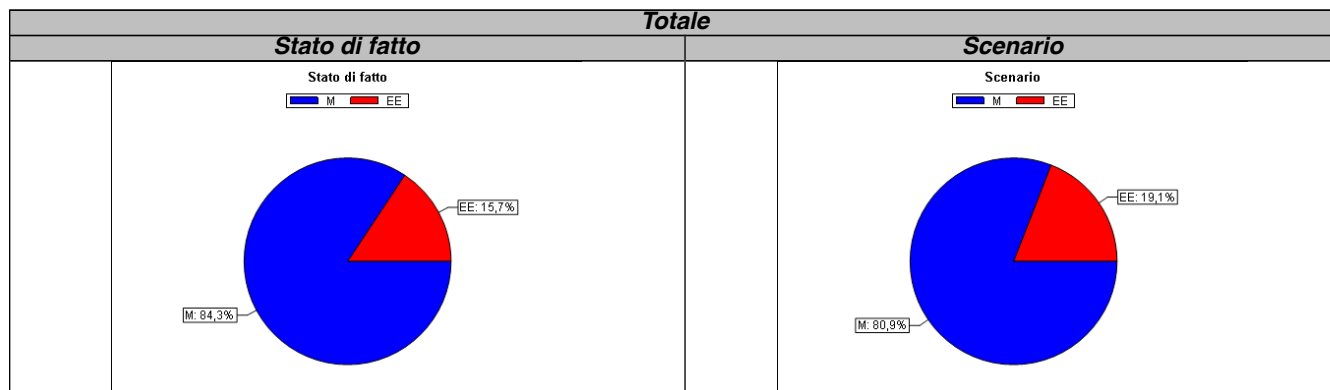 Totale
Stato di fatto
Scenario
Stato di fatto
M EE
EE: 15,7%
M: 84,3%
Scenario
M EE
EE: 19,1%
M: 80,9%